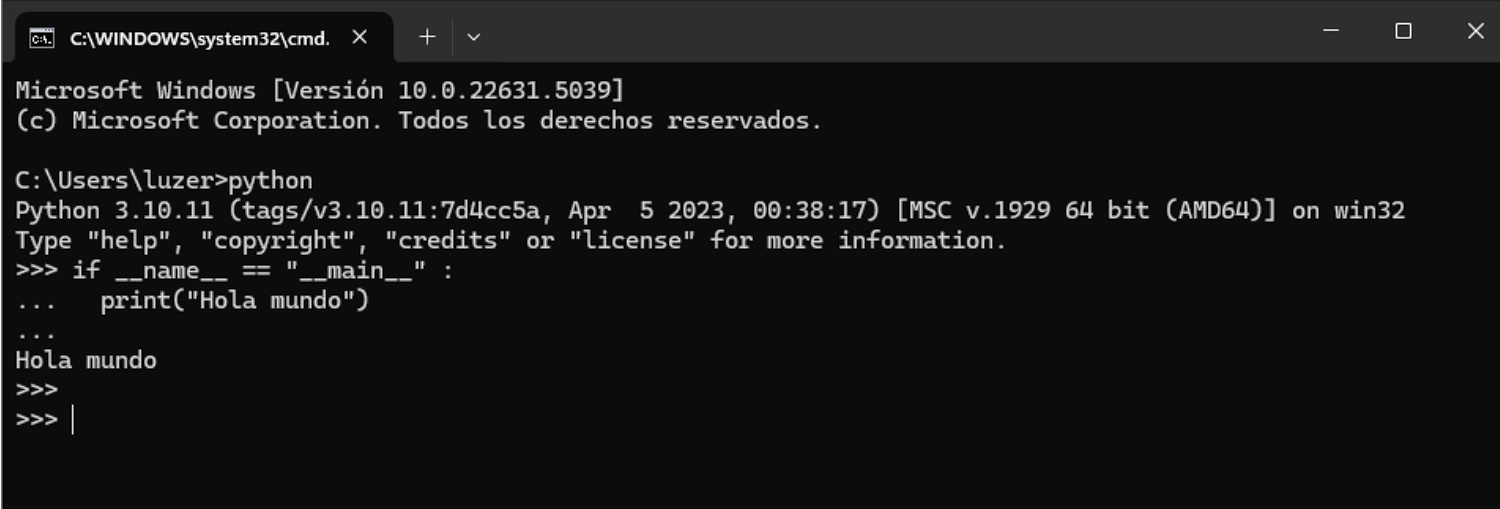 C:\WINDOWS\system32\cmd.
Microsoft Windows [Versión 10.0.22631.5039]
(c) Microsoft Corporation. Todos los derechos reservados.
C:\Users\luzer>python
Python 3.10.11 (tags/v3.10.11:7d4cc5a, Apr  5 2023, 00:38:17) [MSC v.1929 64 bit (AMD64)] on win32
Type "help", "copyright", "credits" or "license" for more information.
>>> if __name__ == "__main__" :
...   print("Hola mundo")
...
Hola mundo
>>>
>>>